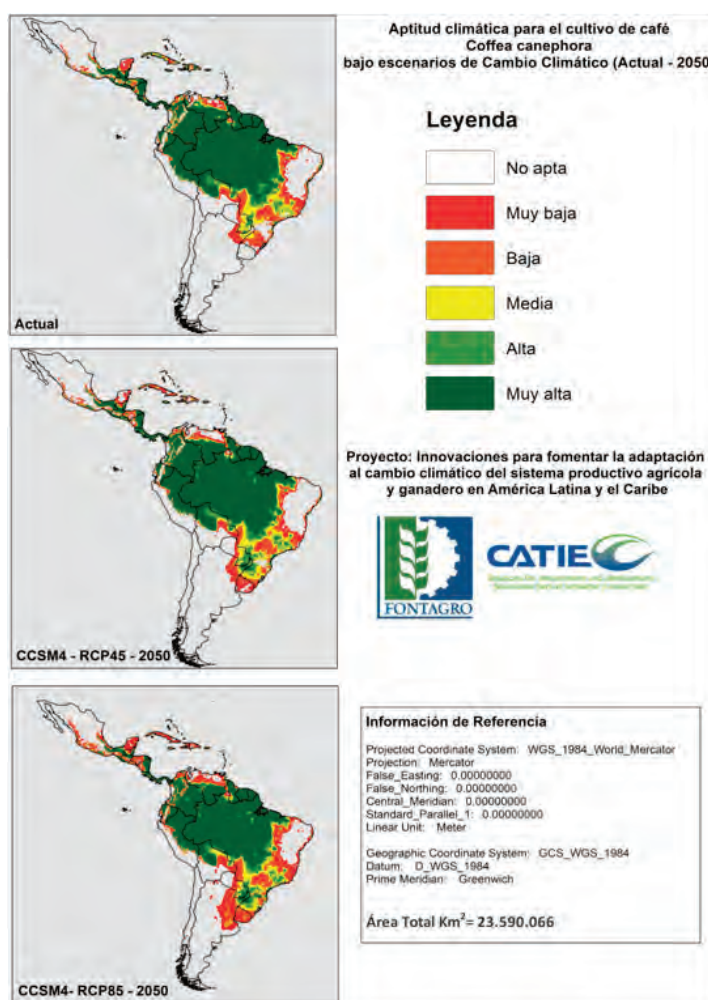 Aptitud climática para el cultivo de café
Coffea canephora
bajo escenarios de Cambio Climático (Actual - 2050
Leyenda
No apta
Muy baja
Baja
Media
Alta
Muy alta
Actual
CCSM4 - RCP45 - 2050
CCSM4- RCP85 - 2050
Proyecto: Innovaciones para fomentar la adaptación
al cambio climático del sistema productivo agrícola
y ganadero en América Latina y el Caribe
FONTAGRO
CATIE
Información de Referencia
Projected Coordinate System: WGS_1984_World_Mercator
Projection: Mercator
False_Easting: 0.00000000
False_Northing: 0.00000000
Central_Meridian: 0.00000000
Standard_Parallel_1: 0.00000000
Linear Unit: Meter
Geographic Coordinate System: GCS_WGS_1984
Datum: D_WGS_1984
Prime Meridian: Greenwich
Área Total Km²= 23.590.066